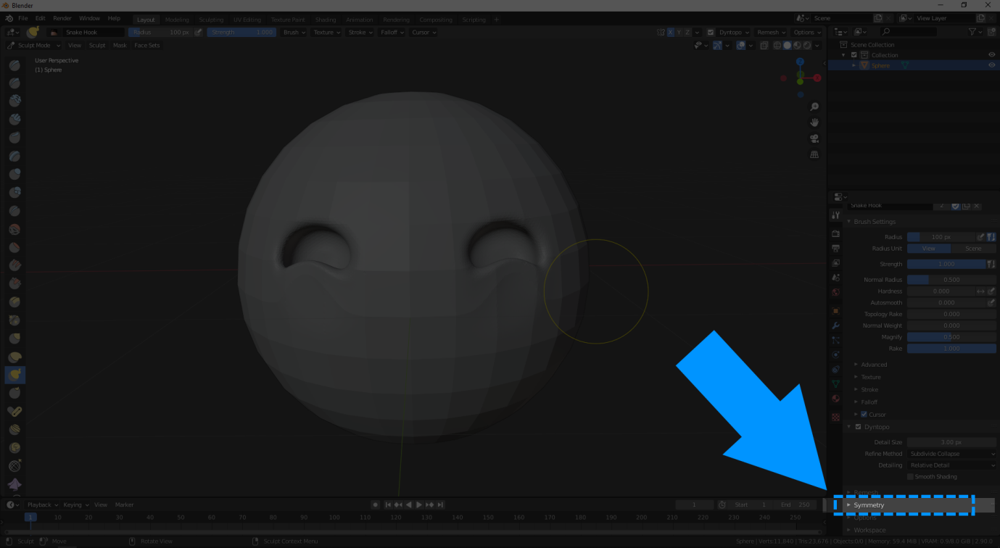 Blender
File Edit Render Window Help Layout Modeling Sculpting UV Editing Texture Paint Shading Animation Rendering Compositing Scripting + Scene View Layer
Snake Hook Radius 100 px Strength 1.000 Brush Texture Stroke Falloff Cursor X Y Z Dyntopo Remesh Options
Sculpt Mode View Sculpt Mask Face Sets
Scene Collection
Collection
Sphere
User Perspective
(1) Sphere
Snake Hook 2
Brush Settings
Radius 100 px
Radius Unit View Scene
Strength 1.000
Normal Radius 0.500
Hardness 0.000
Autosmooth 0.000
Topology Rake 0.000
Normal Weight 0.000
Magnify 0.500
Rake 1.000
Advanced
Texture
Stroke
Falloff
Cursor
Dyntopo
Detail Size 3.00 px
Refine Method Subdivide Collapse
Detailing Relative Detail
Smooth Shading
Remesh
Symmetry
Options
Workspace
Playback Keying View Marker 1 Start 1 End 250
1 10 20 30 40 50 60 70 80 90 100 110 120 130 140 150 160 170 180 190 200 210 220 230 240 250
Sculpt Move Rotate View Sculpt Context Menu Sphere | Verts:11,840 | Tris:23,676 | Objects:0/0 | Memory: 59.4 MiB | VRAM: 0.9/8.0 GiB | 2.90.0